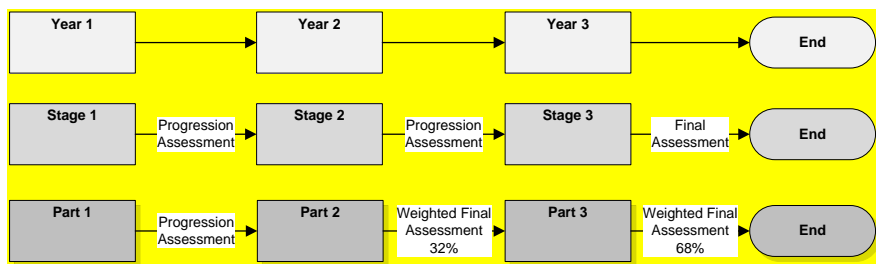 Year 1
Year 2
Year 3
End
Stage 1
Progression
Assessment
Stage 2
Progression
Assessment
Stage 3
Final
Assessment
End
Part 1
Progression
Assessment
Part 2
Weighted Final
Assessment
32%
Part 3
Weighted Final
Assessment
68%
End